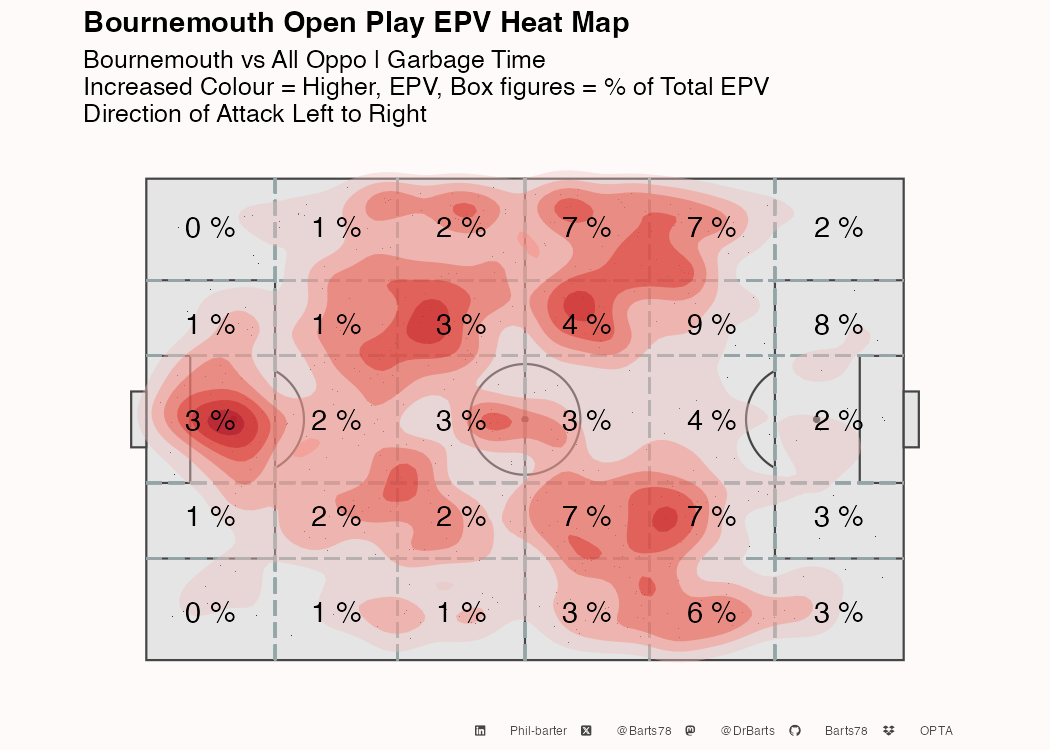 Bournemouth Open Play EPV Heat Map
Bournemouth vs All Oppo | Garbage Time
Increased Colour = Higher, EPV, Box figures = % of Total EPV
Direction of Attack Left to Right
0 % 1 % 2 % 7 % 7 % 2 %
1 % 1 % 3 % 4 % 9 % 8 %
3 % 2 % 3 % 3 % 4 % 2 %
1 % 2 % 2 % 7 % 7 % 3 %
0 % 1 % 1 % 3 % 6 % 3 %
Phil-barter @Barts78 @DrBarts Barts78 OPTA